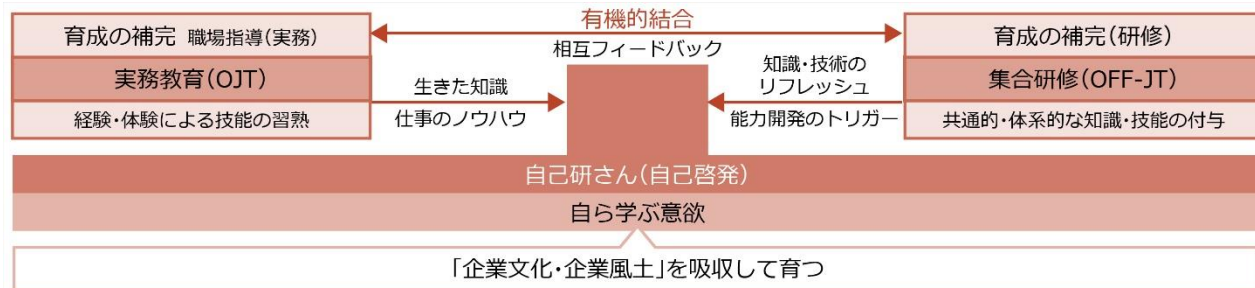 有機的結合
相互フィードバック
育成の補完 職場指導(実務)
実務教育(OJT)
経験・体験による技能の習熟
生きた知識
仕事のノウハウ
知識・技術の
リフレッシュ
能力開発のトリガー
育成の補完(研修)
集合研修(OFF-JT)
共通的・体系的な知識・技能の付与
自己研さん(自己啓発)
自ら学ぶ意欲
「企業文化・企業風土」を吸収して育つ